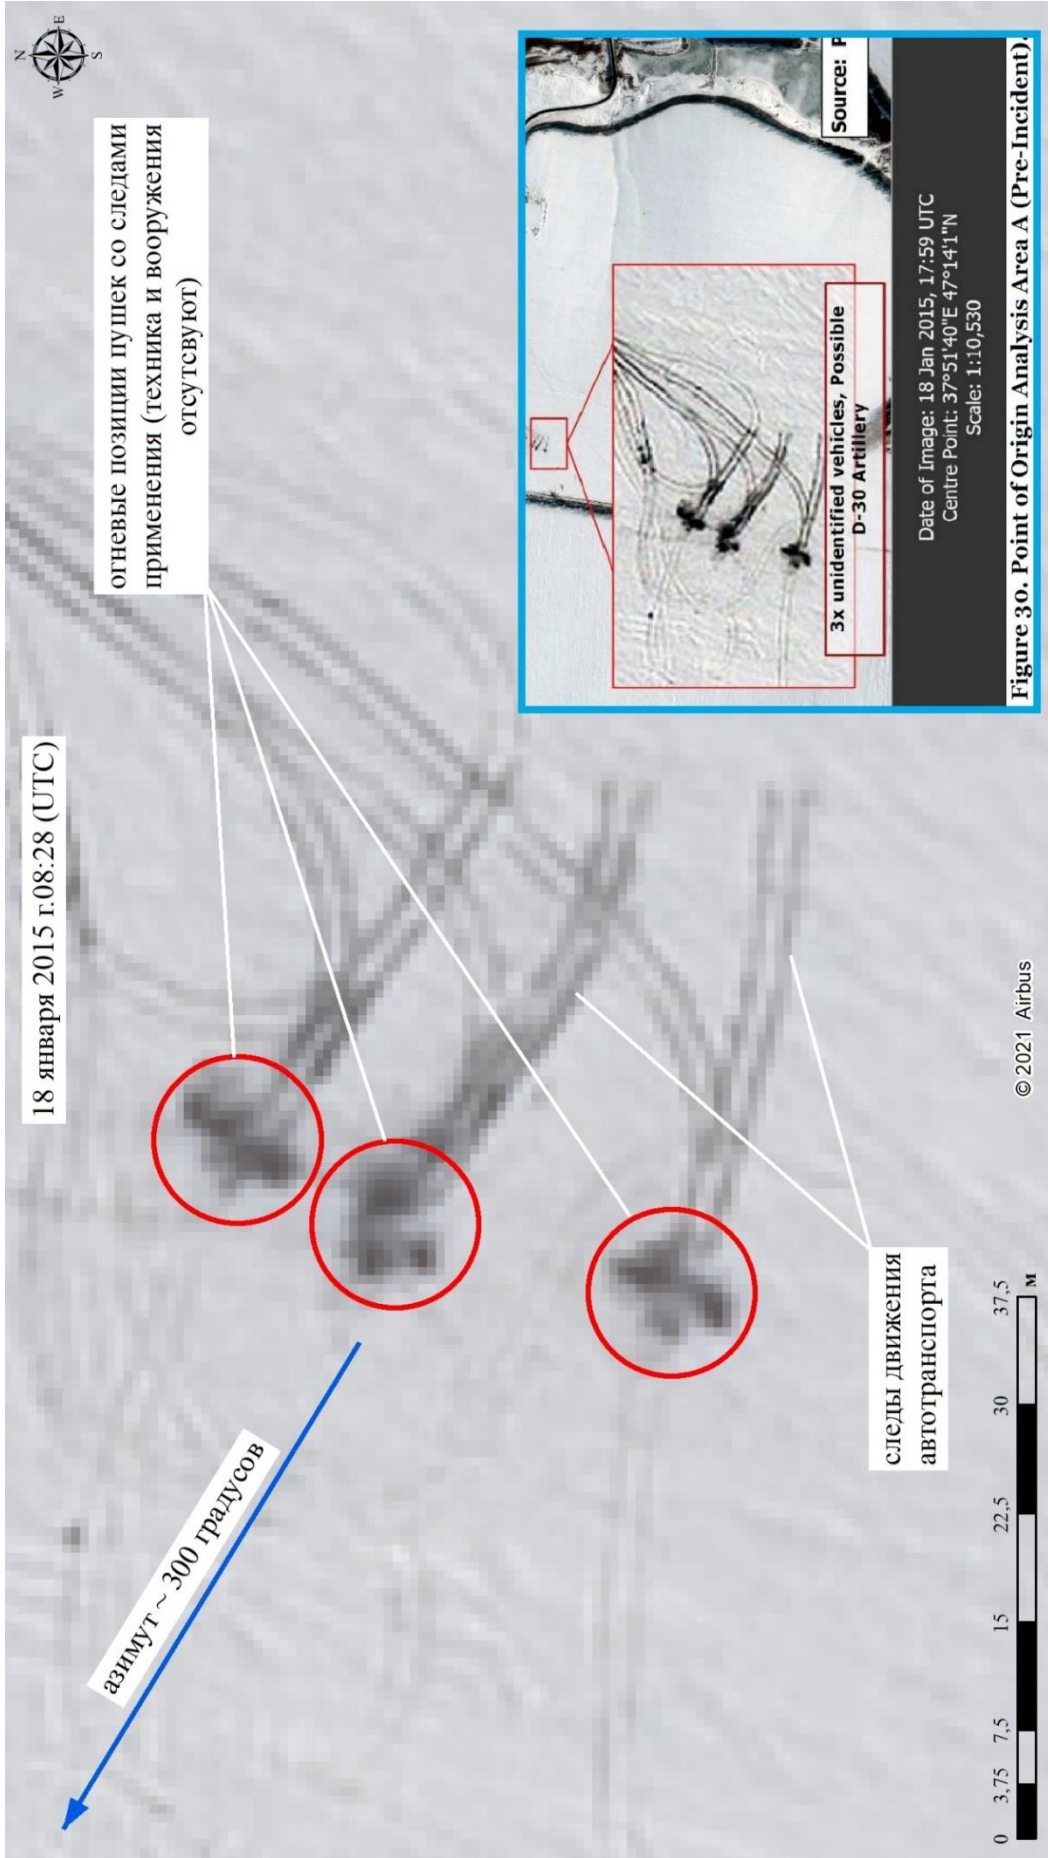 N
E
W
S
18 января 2015 г.08:28 (UTC)
огневые позиции пушек со следами
применения (техника и вооружения
отсутсвуют)
азимут ~ 300 градусов
следы движения
автотранспорта
© 2021 Airbus
0 3,75 7,5 15 22,5 30 37,5
м
Source: P
3x unidentified vehicles, Possible
D-30 Artillery
Date of Image: 18 Jan 2015, 17:59 UTC
Centre Point: 37°51'40"E 47°14'1"N
Scale: 1:10,530
Figure 30. Point of Origin Analysis Area A (Pre-Incident).